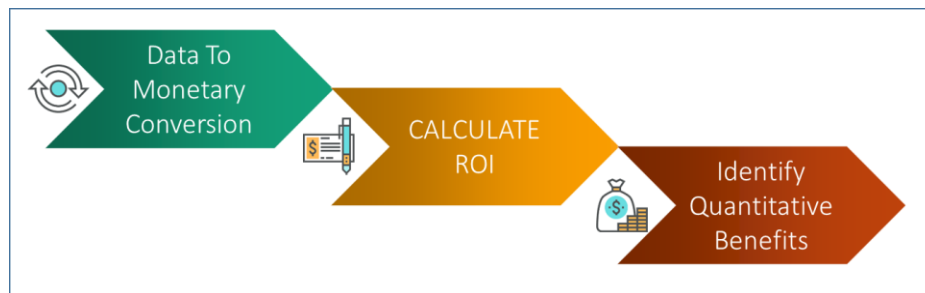 Data To
Monetary
Conversion
$
CALCULATE
ROI
$
Identify
Quantitative
Benefits